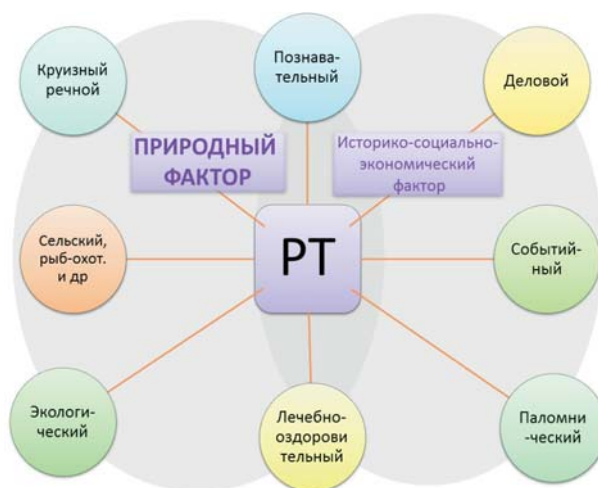 Круизный
речной
Познава-
тельный
Деловой
ПРИРОДНЫЙ
ФАКТОР
Историко-социально-
экономический
фактор
Сельский,
рыб-охот.
и др
РТ
Событий-
ный
Экологи-
ческий
Лечебно-
оздорови
тельный
Паломни
-ческий